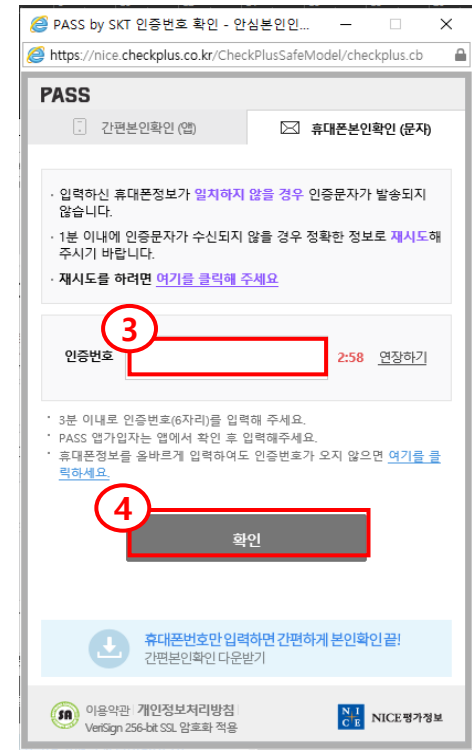 PASS by SKT 인증번호 확인 - 안심본인인...
https://nice.checkplus.co.kr/CheckPlusSafeModel/checkplus.cb
PASS
간편본인확인 (앱)
휴대폰본인확인 (문자)
· 입력하신 휴대폰정보가 일치하지 않을 경우 인증문자가 발송되지
않습니다.
· 1분 이내에 인증문자가 수신되지 않을 경우 정확한 정보로 재시도해
주시기 바랍니다.
· 재시도를 하려면 여기를 클릭해 주세요
3
인증번호
2:58 연장하기
· 3분 이내로 인증번호(6자리)를 입력해 주세요.
· PASS 앱가입자는 앱에서 확인 후 입력해주세요.
· 휴대폰정보를 올바르게 입력하여도 인증번호가 오지 않으면 여기를 클
릭하세요.
4
확인
휴대폰번호만 입력하면 간편하게 본인확인 끝!
간편본인확인 다운받기
SA
이용약관 개인정보처리방침
VeriSign 256-bit SSL 암호화 적용
NICE
NICE평가정보